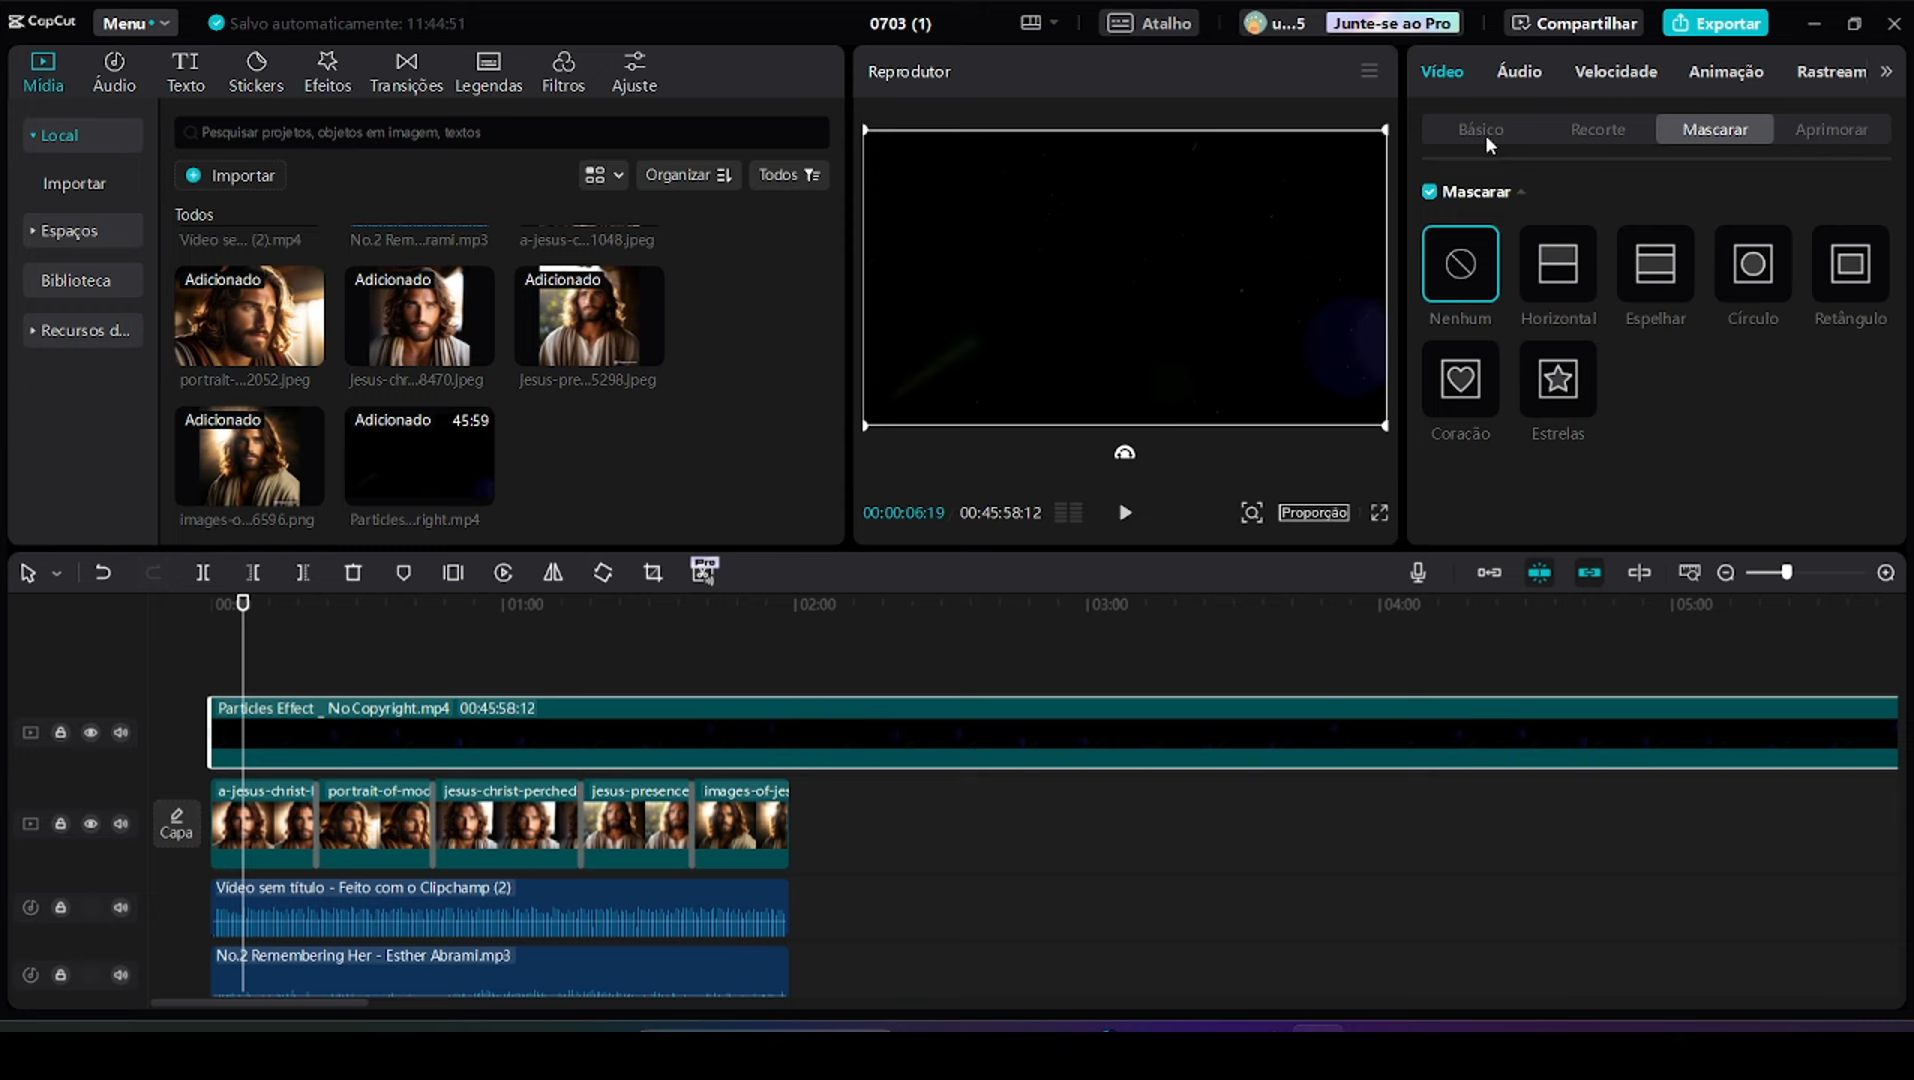 CapCut
Menu
Salvo automaticamente: 11:44:51
0703 (1)
Atalho
u...5
Junte-se ao Pro
Compartilhar
Exportar
Mídia
Áudio
Texto
Stickers
Efeitos
Transições
Legendas
Filtros
Ajuste
Local
Importar
Espaços
Biblioteca
Recursos d...
Pesquisar projetos, objetos em imagem, textos
Importar
Organizar
Todos
Todos
Vídeo se... (2).mp4
No.2 Rem...rami.mp3
a-jesus-c...1048.jpeg
Adicionado
Adicionado
Adicionado
portrait-...2052.jpeg
jesus-chr...8470.jpeg
jesus-pre...5298.jpeg
Adicionado
Adicionado 45:59
images-o...6596.png
Particles...right.mp4
Reprodutor
00:00:06:19 00:45:58:12
Proporção
Vídeo
Áudio
Velocidade
Animação
Rastream
Básico
Recorte
Mascarar
Aprimorar
Mascarar
Nenhum
Horizontal
Espelhar
Círculo
Retângulo
Coração
Estrelas
Pro
|01:00
|02:00
|03:00
|04:00
|05:00
Particles Effect _ No Copyright.mp4 00:45:58:12
Capa
a-jesus-christ-
portrait-of-moc
jesus-christ-perched
jesus-presence
images-of-je
Vídeo sem título - Feito com o Clipchamp (2)
No.2 Remembering Her - Esther Abrami.mp3